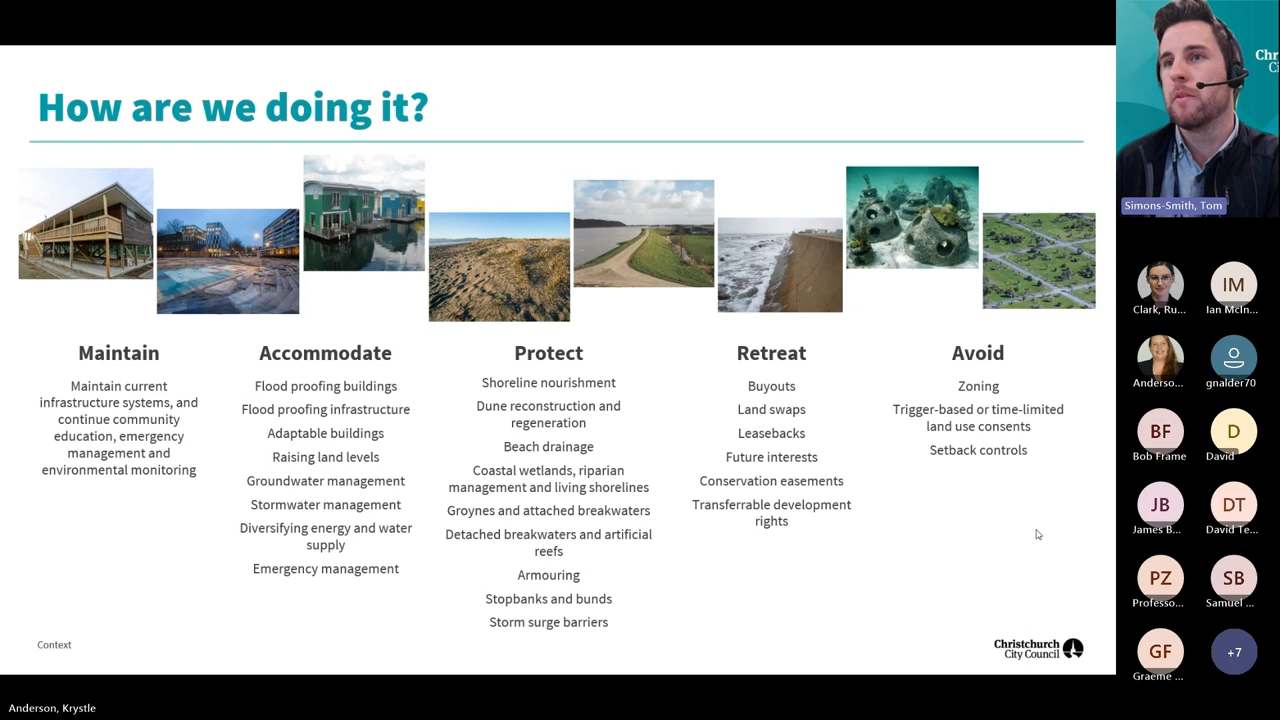 How are we doing it?
Maintain
Maintain current
infrastructure systems, and
continue community
education, emergency
management and
environmental monitoring
Accommodate
Flood proofing buildings
Flood proofing infrastructure
Adaptable buildings
Raising land levels
Groundwater management
Stormwater management
Diversifying energy and water
supply
Emergency management
Protect
Shoreline nourishment
Dune reconstruction and
regeneration
Beach drainage
Coastal wetlands, riparian
management and living shorelines
Groynes and attached breakwaters
Detached breakwaters and artificial
reefs
Armouring
Stopbanks and bunds
Storm surge barriers
Retreat
Buyouts
Land swaps
Leasebacks
Future interests
Conservation easements
Transferrable development
rights
Avoid
Zoning
Trigger-based or time-limited
land use consents
Setback controls
Context
Christchurch
City Council
Chr
Ci
Simons-Smith, Tom
Clark, Ru...
IM
Ian McIn...
Anderso...
gnalder70
BF
Bob Frame
D
David
JB
James B...
DT
David Te...
PZ
Professo...
SB
Samuel ...
GF
Graeme ...
+7
Anderson, Krystle